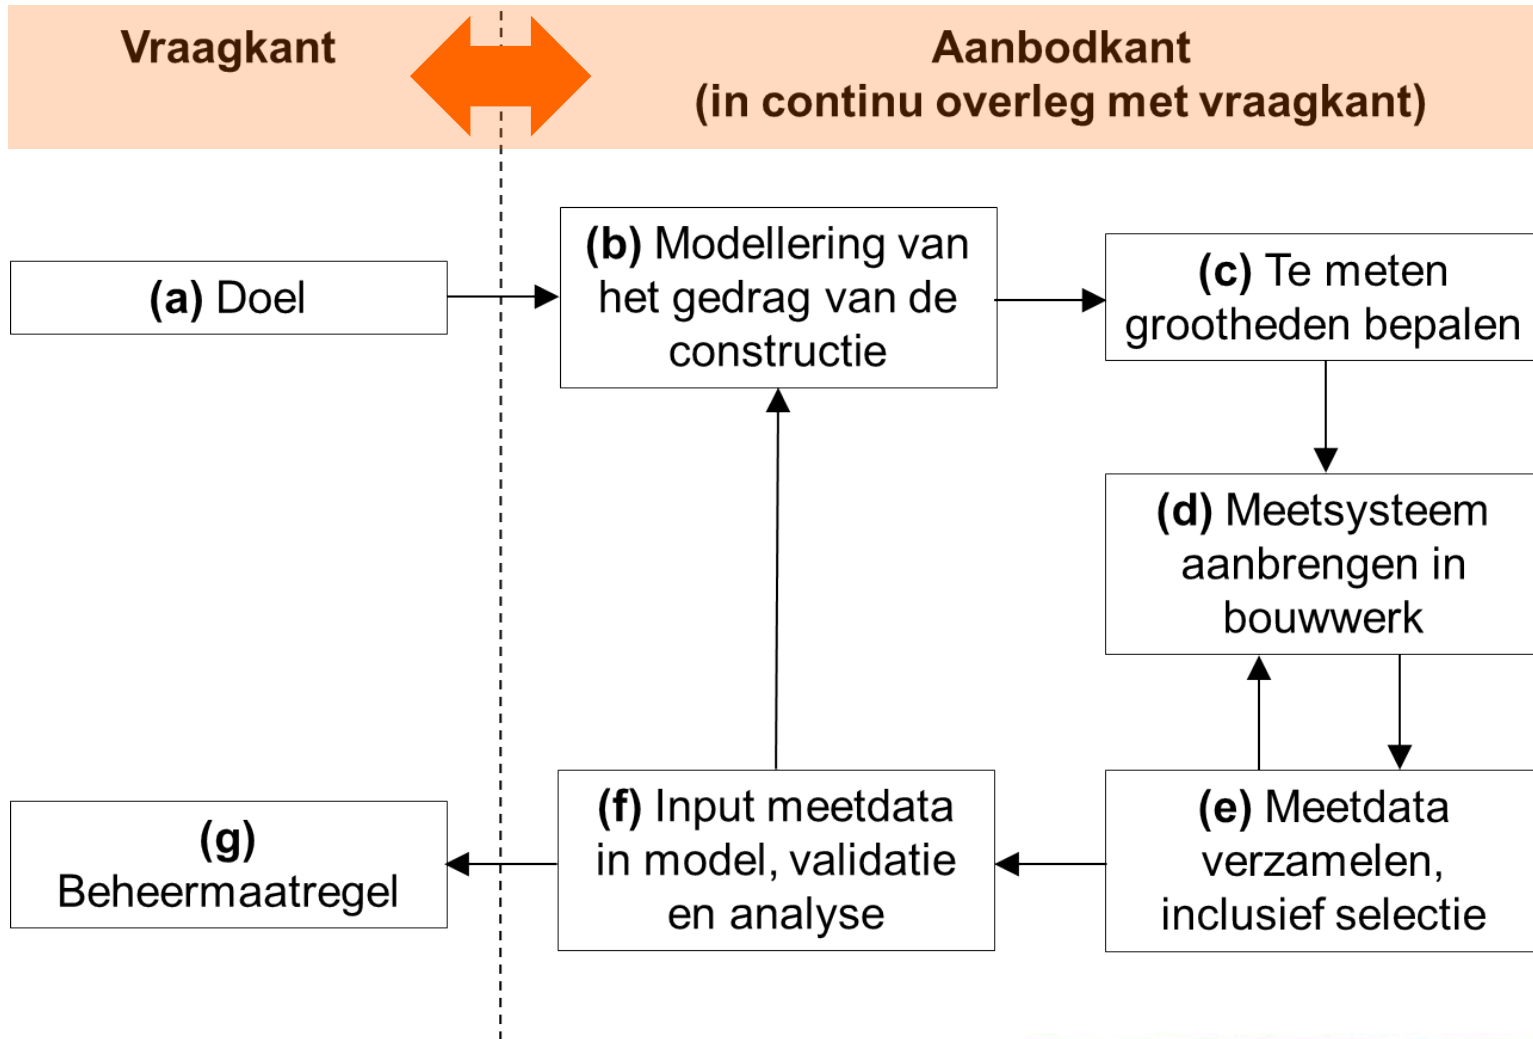 Vraagkant
Aanbodkant
(in continu overleg met vraagkant)
(a) Doel
(b) Modellering van
het gedrag van de
constructie
(c) Te meten
grootheden bepalen
(d) Meetsysteem
aanbrengen in
bouwwerk
(e) Meetdata
verzamelen,
inclusief selectie
(f) Input meetdata
in model, validatie
en analyse
(g)
Beheermaatregel